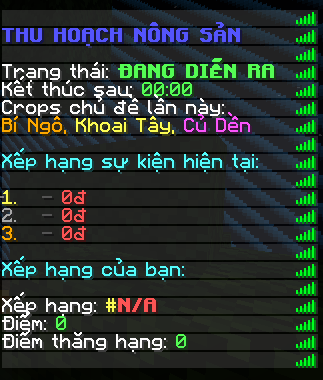 THU HOẠCH NÔNG SẢN
Trạng thái: ĐANG DIỄN RA
Kết thúc sau: 00:00
Crops chủ đề lần này:
Bí Ngô, Khoai Tây, Củ Dền
Xếp hạng sự kiện hiện tại:
1. - 0đ
2. - 0đ
3. - 0đ
Xếp hạng của bạn:
Xếp hạng: #N/A
Điểm: 0
Điểm thăng hạng: 0